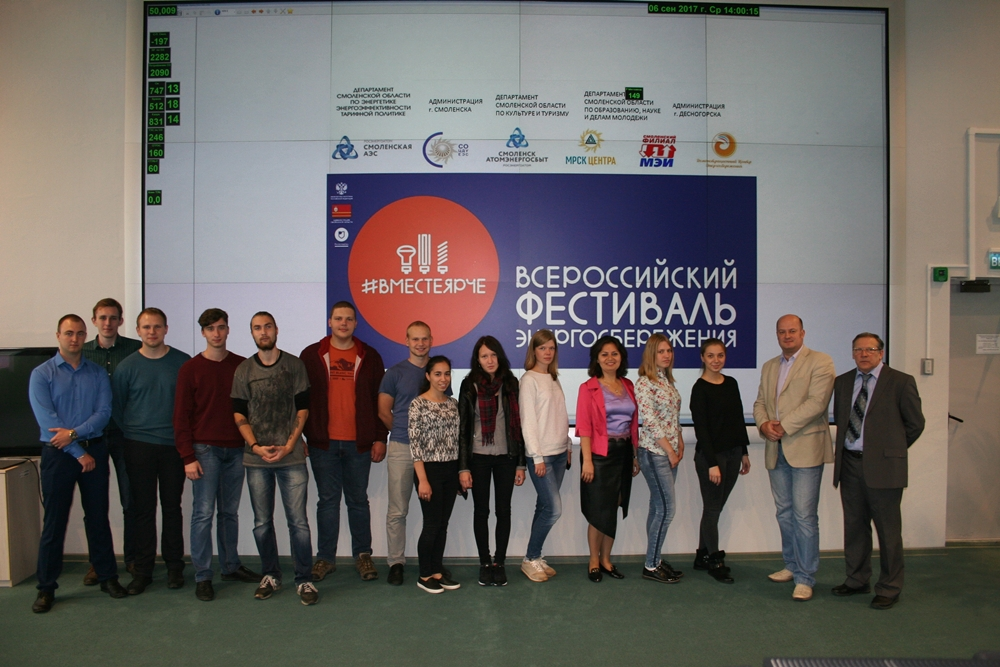 50,009
06 сен 2017 г. Ср 14:00:15
-197
2282
2090
747 13
512 18
831 14
246
160
60
0,0
149
ДЕПАРТАМЕНТ
СМОЛЕНСКОЙ ОБЛАСТИ
ПО ЭНЕРГЕТИКЕ
ЭНЕРГОЭФФЕКТИВНОСТИ
ТАРИФНОЙ ПОЛИТИКЕ
АДМИНИСТРАЦИЯ
г. СМОЛЕНСКА
ДЕПАРТАМЕНТ
СМОЛЕНСКОЙ ОБЛАСТИ
ПО КУЛЬТУРЕ И ТУРИЗМУ
ДЕПАРТАМЕНТ
СМОЛЕНСКОЙ ОБЛАСТИ
ПО ОБРАЗОВАНИЮ, НАУКЕ
И ДЕЛАМ МОЛОДЕЖИ
АДМИНИСТРАЦИЯ
г. ДЕСНОГОРСКА
СМОЛЕНСКАЯ
АЭС
СМОЛЕНСК
АТОМЭНЕРГОСБЫТ
МРСК ЦЕНТРА
СМОЛЕНСКИЙ
ФИЛИАЛ
МЭИ
#ВМЕСТЕЯРЧЕ
ВСЕРОССИЙСКИЙ
ФЕСТИВАЛЬ
ЭНЕРГОСБЕРЕЖЕНИЯ